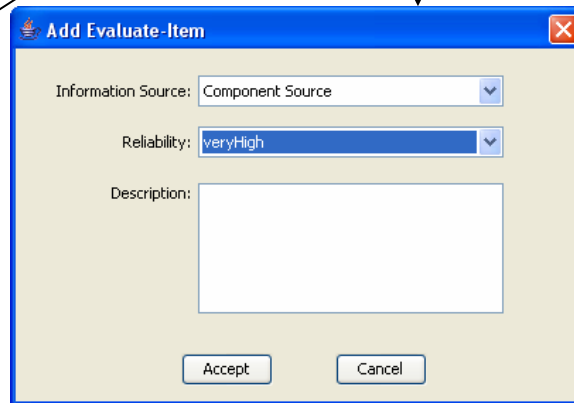 Add Evaluate-Item
Information Source: Component Source
Reliability: veryHigh
Description:
Accept Cancel